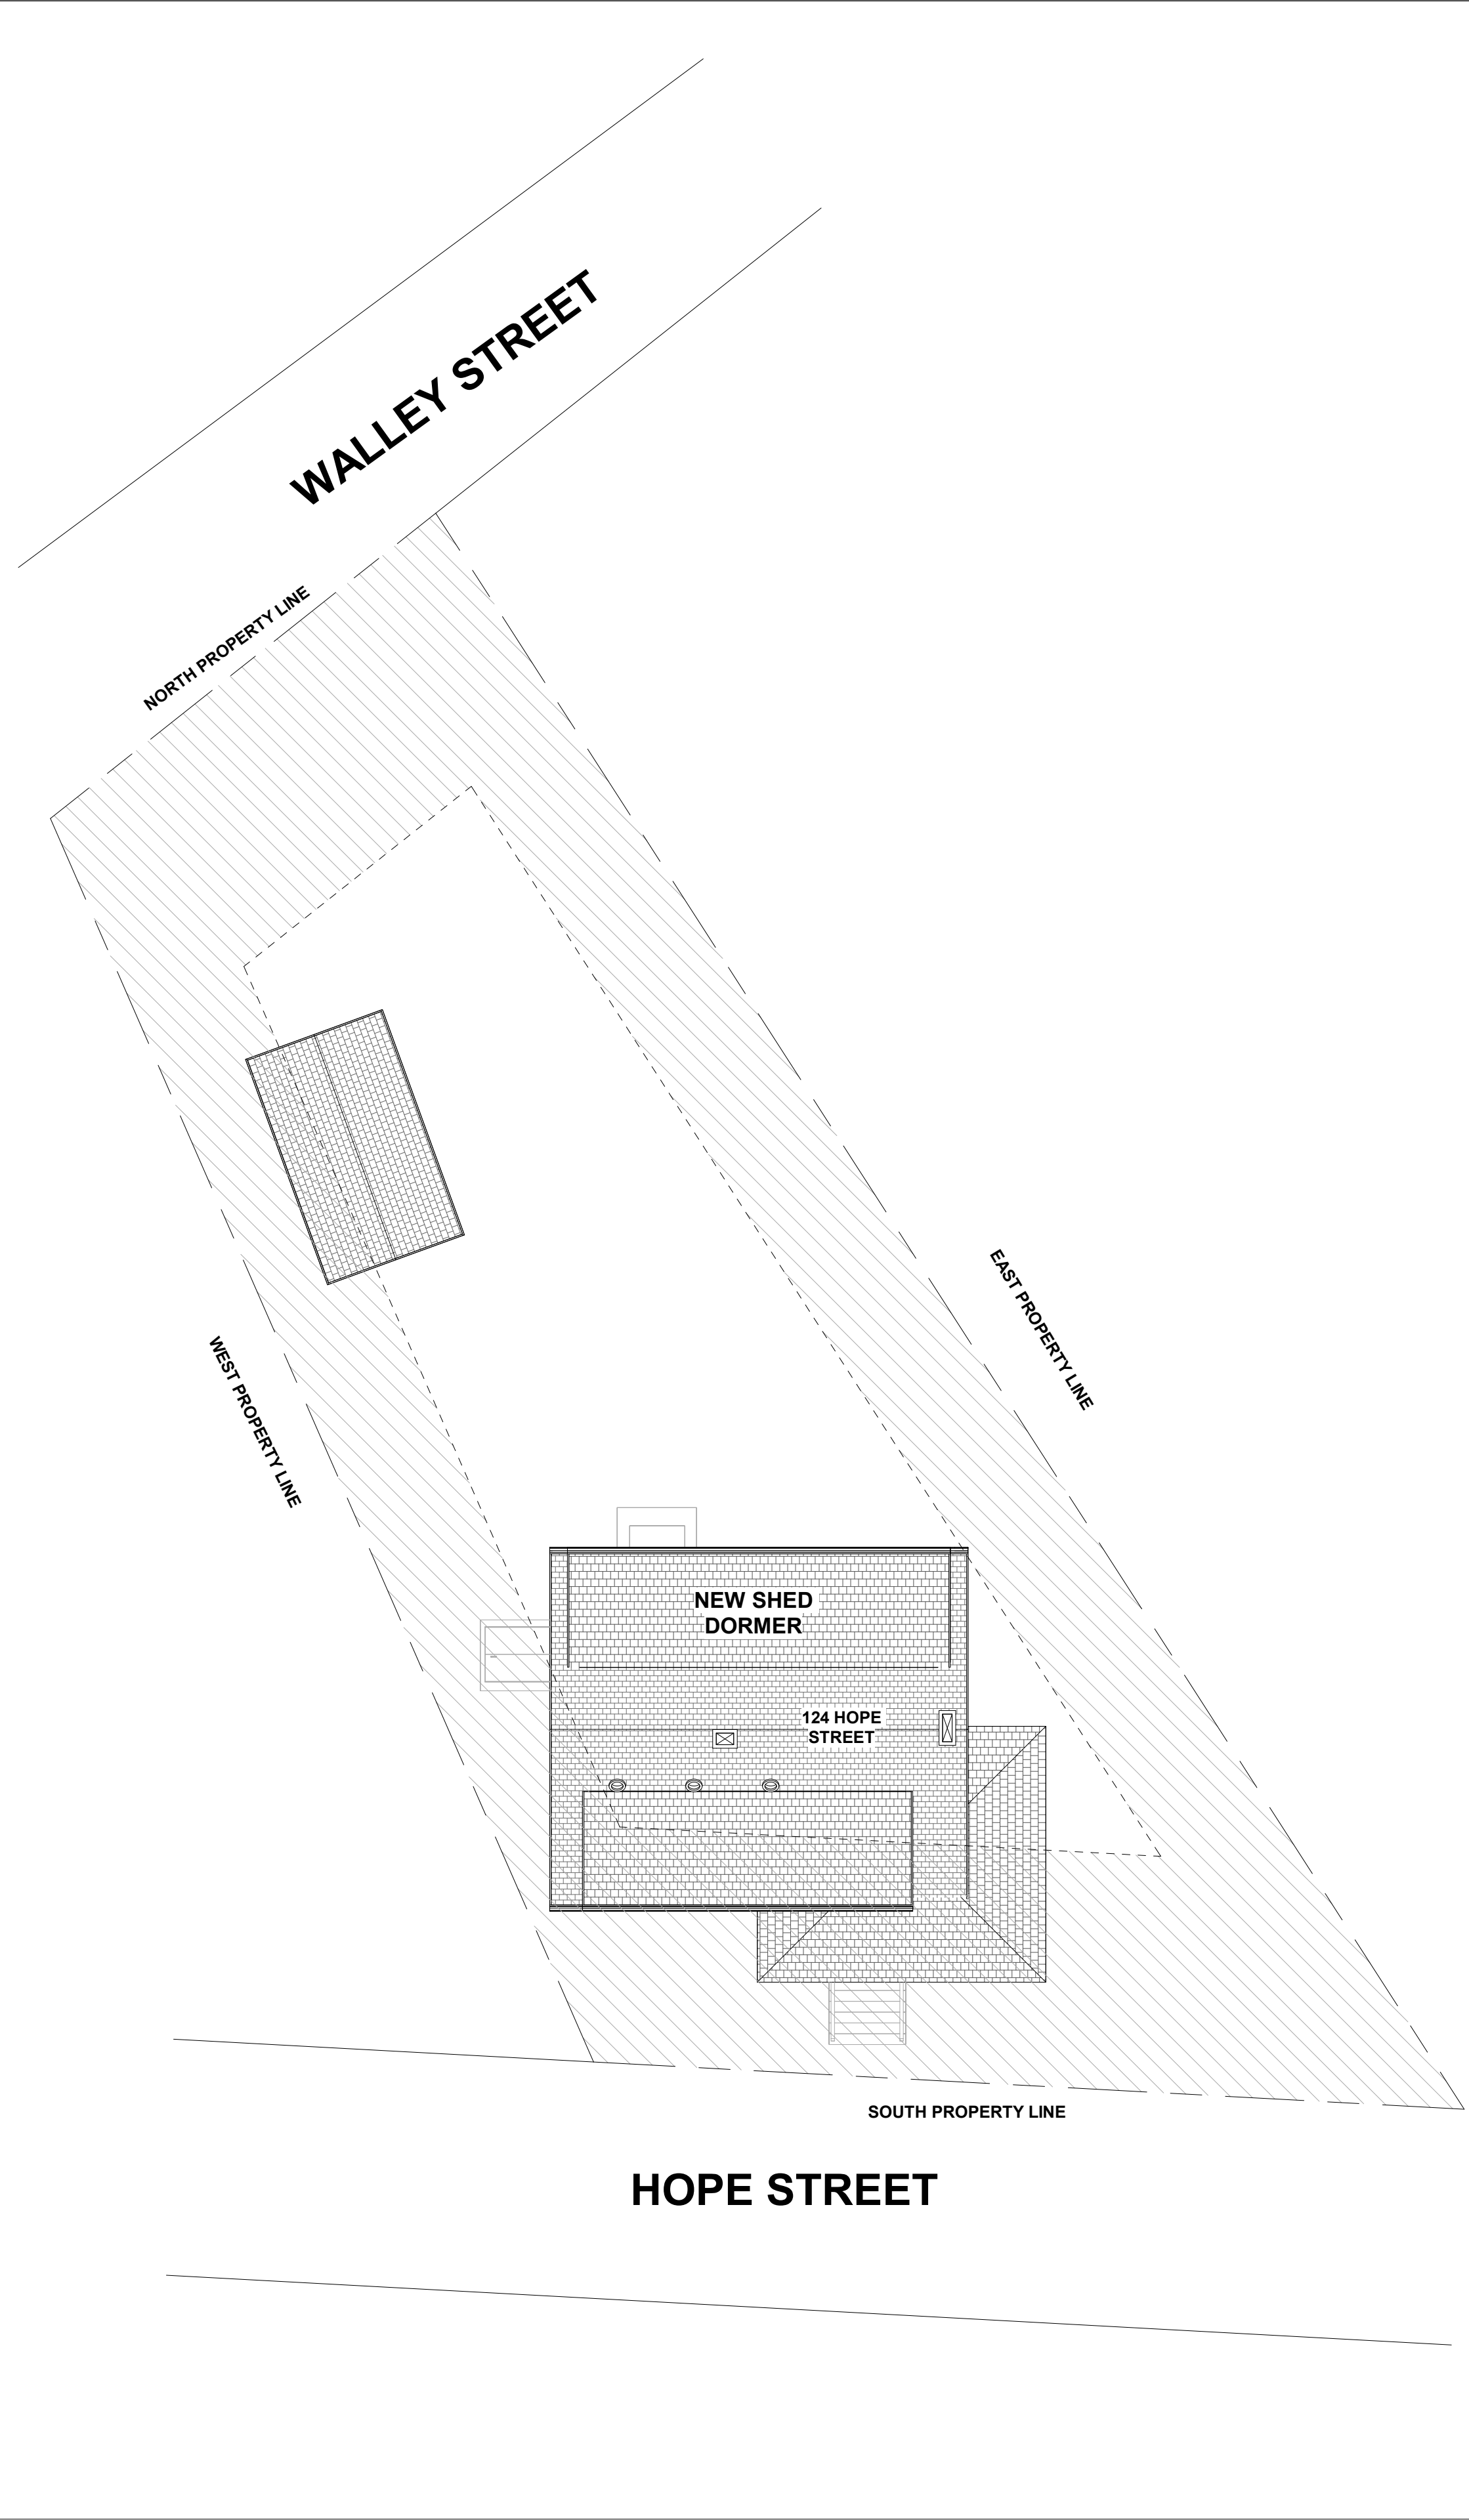 WALLEY STREET
NORTH PROPERTY LINE
EAST PROPERTY LINE
WEST PROPERTY LINE
NEW SHED
DORMER
124 HOPE
STREET
SOUTH PROPERTY LINE
HOPE STREET